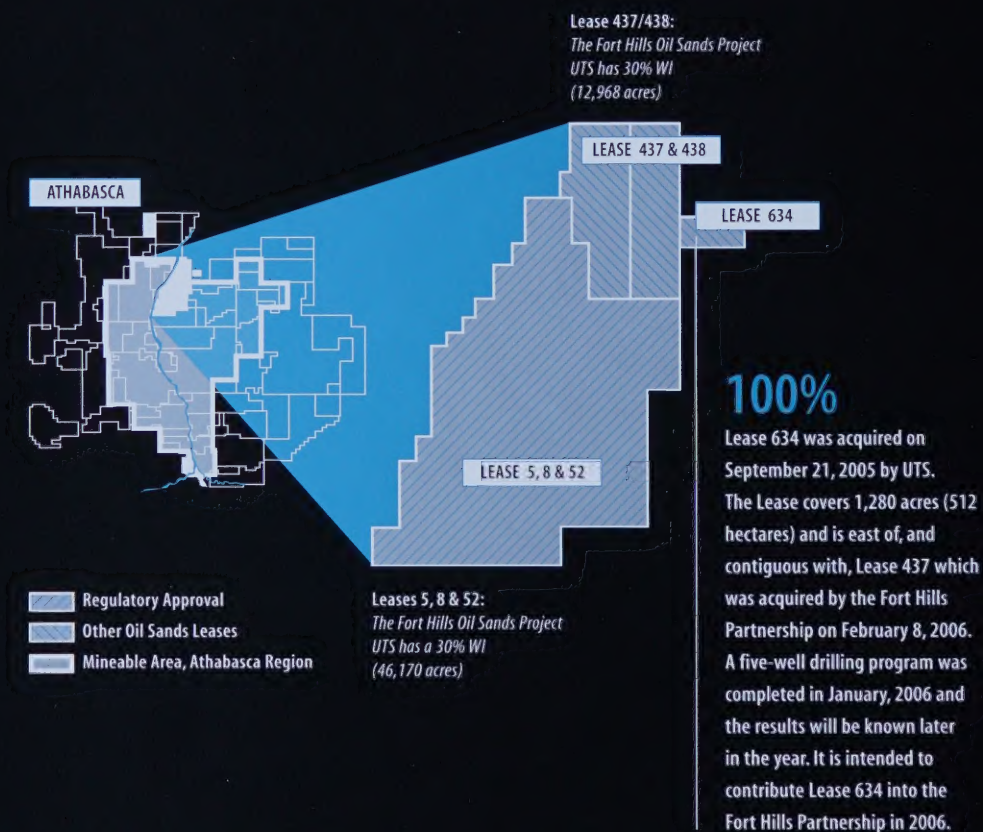 Lease 437/438:
The Fort Hills Oil Sands Project
UTS has 30% WI
(12,968 acres)
LEASE 437 & 438
ATHABASCA
LEASE 634
LEASE 5, 8 & 52
100%
Lease 634 was acquired on
September 21, 2005 by UTS.
The Lease covers 1,280 acres (512
hectares) and is east of, and
contiguous with, Lease 437 which
was acquired by the Fort Hills
Partnership on February 8, 2006.
A five-well drilling program was
completed in January, 2006 and
the results will be known later
in the year. It is intended to
contribute Lease 634 into the
Fort Hills Partnership in 2006.
Regulatory Approval
Other Oil Sands Leases
Mineable Area, Athabasca Region
Leases 5, 8 & 52:
The Fort Hills Oil Sands Project
UTS has a 30% WI
(46,170 acres)